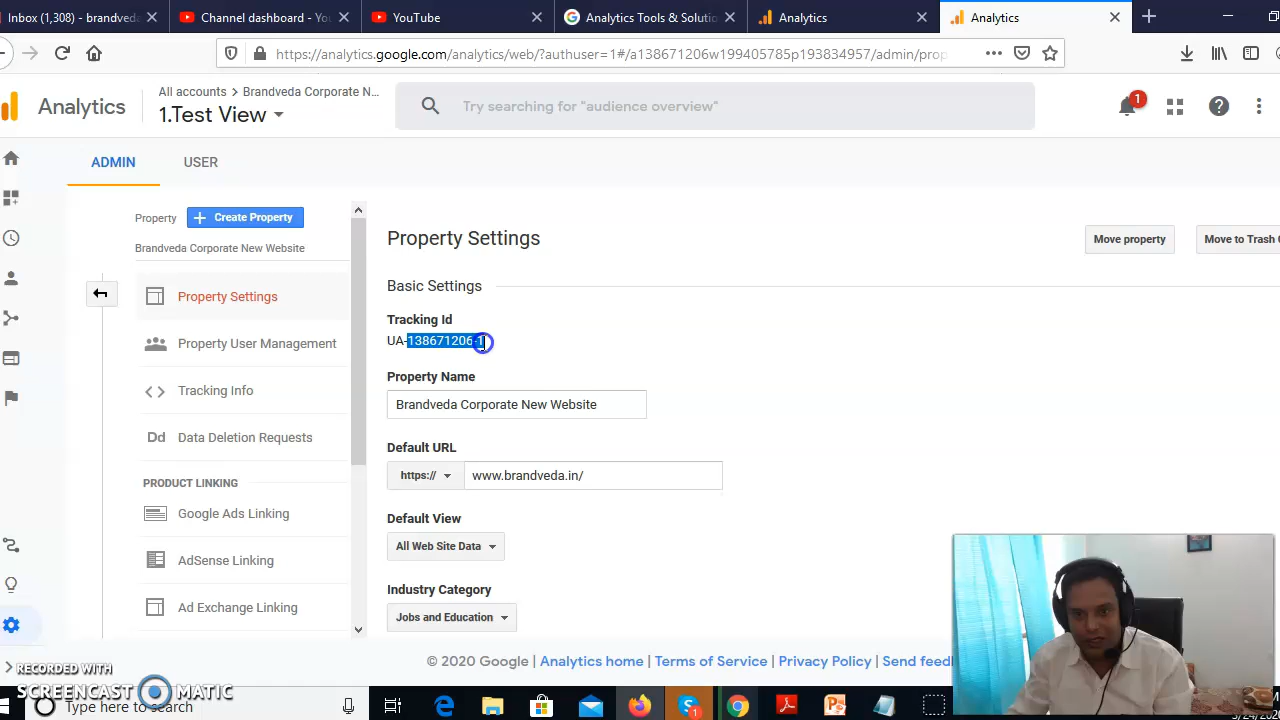 Inbox (1,308) - brandveda
Channel dashboard - You
YouTube
Analytics Tools & Solutio
Analytics
Analytics
https://analytics.google.com/analytics/web/?authuser=1#/a138671206w199405785p193834957/admin/prop
Analytics
All accounts > Brandveda Corporate N...
1.Test View
Try searching for "audience overview"
1
ADMIN
USER
Property
+ Create Property
Brandveda Corporate New Website
Property Settings
Property User Management
Tracking Info
Dd Data Deletion Requests
PRODUCT LINKING
Google Ads Linking
AdSense Linking
Ad Exchange Linking
Property Settings
Move property
Move to Trash C
Basic Settings
Tracking Id
UA-138671206-1
Property Name
Brandveda Corporate New Website
Default URL
https://
www.brandveda.in/
Default View
All Web Site Data
Industry Category
Jobs and Education
© 2020 Google | Analytics home | Terms of Service | Privacy Policy | Send feed
RECORDED WITH
SCREENCAST MATIC
Type here to search